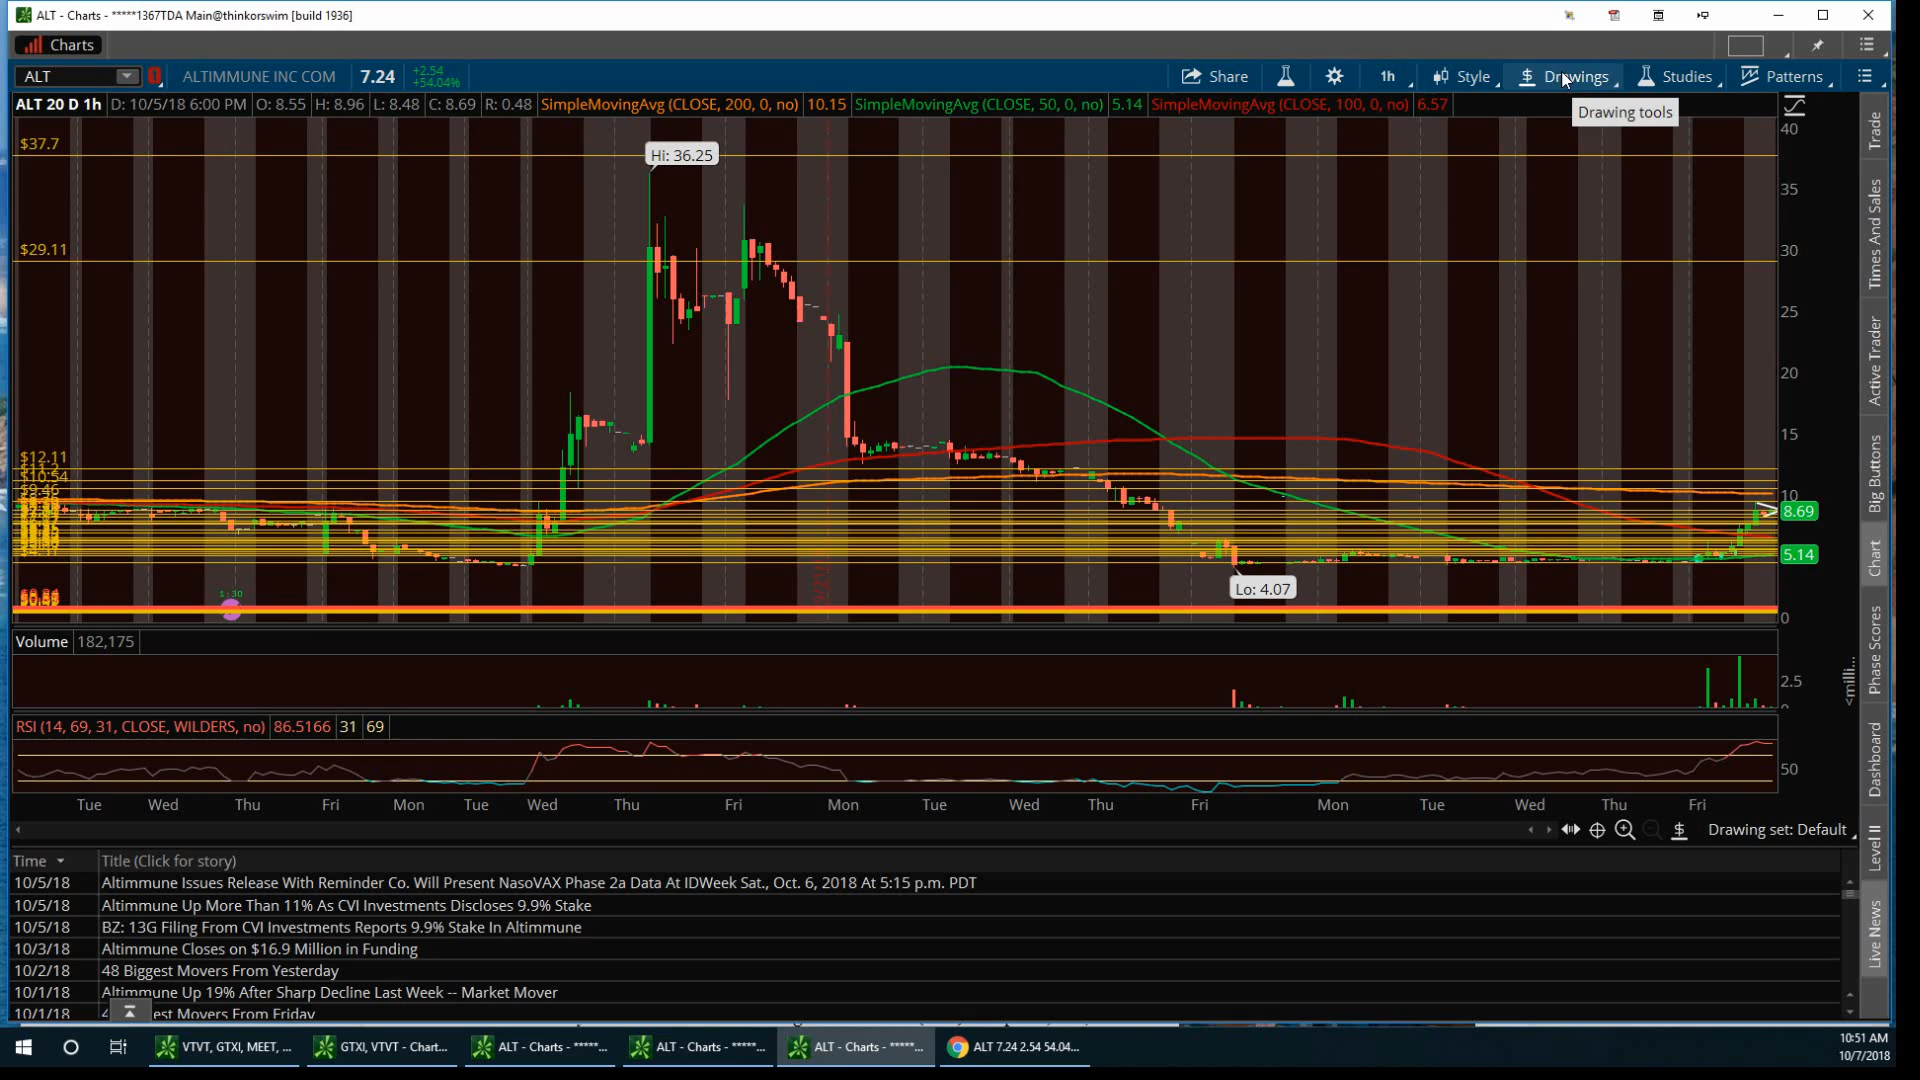 ALT - Charts - *****1367TDA Main@thinkorswim [build 1936]
Charts
ALT
ALTIMMUNE INC COM
7.24
+2.54
+54.04%
Share
1h
Style
Drawings
Studies
Patterns
ALT 20 D 1h
D: 10/5/18 6:00 PM
O: 8.55
H: 8.96
L: 8.48
C: 8.69
R: 0.48
SimpleMovingAvg (CLOSE, 200, 0, no)
10.15
SimpleMovingAvg (CLOSE, 50, 0, no)
5.14
SimpleMovingAvg (CLOSE, 100, 0, no)
6.57
Drawing tools
$37.7
$29.11
$12.11
$10.54
$9.46
Hi: 36.25
Lo: 4.07
1:30
40
35
30
25
20
15
10
8.69
5.14
0
Volume
182,175
2.5
<milli...
RSI (14, 69, 31, CLOSE, WILDERS, no)
86.5166
31
69
50
Tue
Wed
Thu
Fri
Mon
Tue
Wed
Thu
Fri
Mon
Tue
Wed
Thu
Fri
Mon
Tue
Wed
Thu
Fri
Drawing set: Default
Time
Title (Click for story)
10/5/18 Altimmune Issues Release With Reminder Co. Will Present NasoVAX Phase 2a Data At IDWeek Sat., Oct. 6, 2018 At 5:15 p.m. PDT
10/5/18 Altimmune Up More Than 11% As CVI Investments Discloses 9.9% Stake
10/5/18 BZ: 13G Filing From CVI Investments Reports 9.9% Stake In Altimmune
10/3/18 Altimmune Closes on $16.9 Million in Funding
10/2/18 48 Biggest Movers From Yesterday
10/1/18 Altimmune Up 19% After Sharp Decline Last Week -- Market Mover
10/1/18 4 est Movers From Friday
Trade
Times And Sales
Active Trader
Big Buttons
Chart
Phase Scores
Dashboard
Level II
Live News
VTVT, GTXI, MEET, ...
GTXI, VTVT - Chart...
ALT - Charts - *****...
ALT - Charts - *****...
ALT - Charts - *****...
ALT 7.24 2.54 54.04...
10:51 AM
10/7/2018